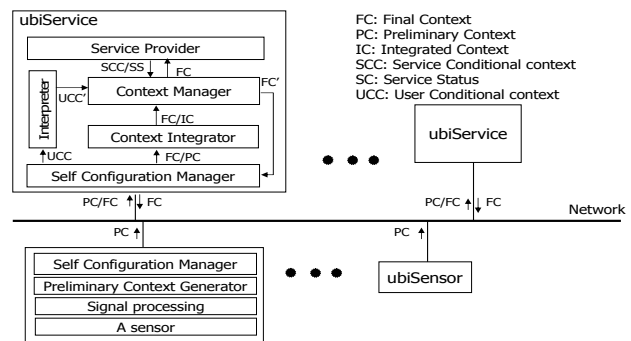 ubiService
Service Provider
SCC/SS
FC
Context Manager
FC'
UCC'
Interpreter
FC/IC
Context Integrator
UCC
FC/PC
Self Configuration Manager
FC: Final Context
PC: Preliminary Context
IC: Integrated Context
SCC: Service Conditional context
SC: Service Status
UCC: User Conditional context
ubiService
PC/FC
FC
PC/FC
FC
Network
PC
PC
Self Configuration Manager
Preliminary Context Generator
Signal processing
A sensor
ubiSensor